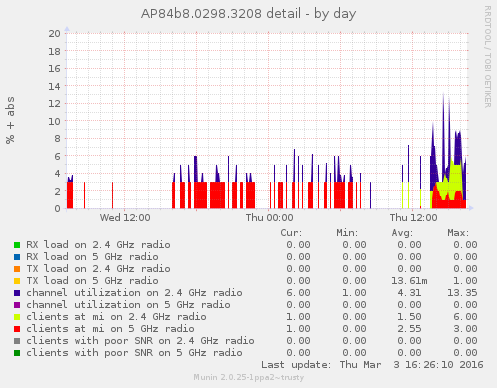 AP84b8.0298.3208 detail - by day
RRDTOOL / TOBI OETIKER
% + abs
20
18
16
14
12
10
8
6
4
2
0
Wed 12:00 Thu 00:00 Thu 12:00
Cur: Min: Avg: Max:
RX load on 2.4 GHz radio 0.00 0.00 0.00 0.00
RX load on 5 GHz radio 0.00 0.00 0.00 0.00
TX load on 2.4 GHz radio 0.00 0.00 0.00 0.00
TX load on 5 GHz radio 0.00 0.00 13.61m 1.00
channel utilization on 2.4 GHz radio 6.00 1.00 4.31 13.35
channel utilization on 5 GHz radio 0.00 0.00 0.00 0.00
clients at mi on 2.4 GHz radio 1.00 0.00 1.50 6.00
clients at mi on 5 GHz radio 1.00 0.00 2.55 3.00
clients with poor SNR on 2.4 GHz radio 0.00 0.00 0.00 0.00
clients with poor SNR on 5 GHz radio 0.00 0.00 0.00 0.00
Last update: Thu Mar 3 16:26:10 2016
Munin 2.0.25-1ppa2~trusty